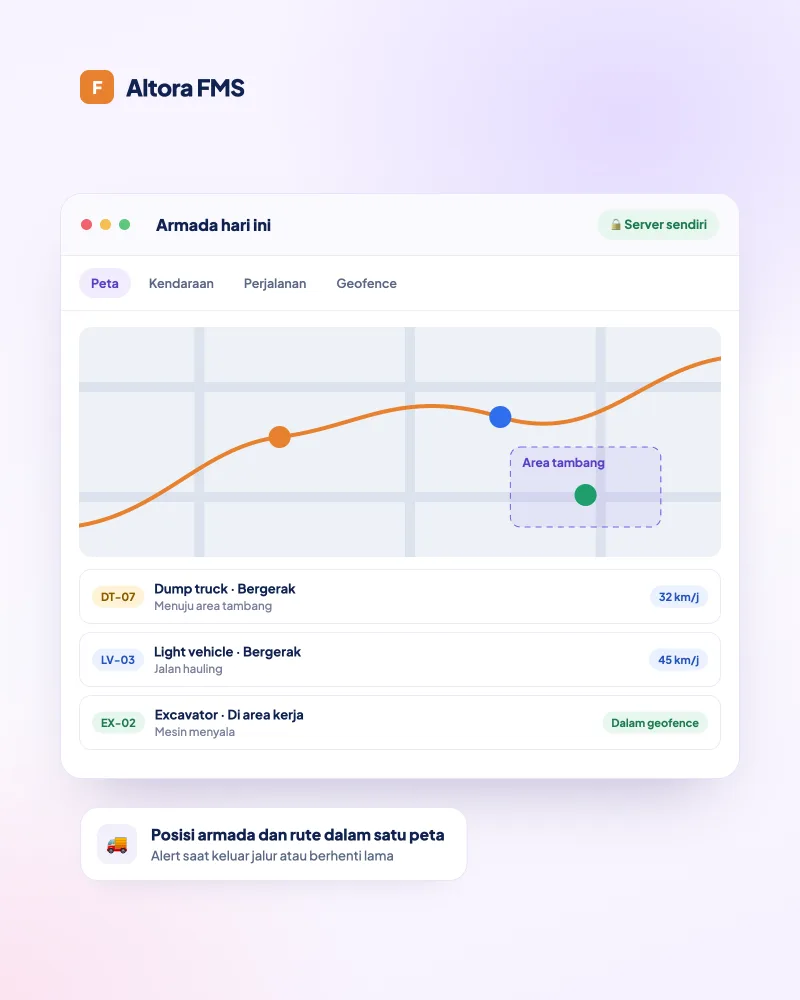 F Altora FMS
Armada hari ini
🔒 Server sendiri
Peta Kendaraan Perjalanan Geofence
Area tambang
DT-07 Dump truck · Bergerak 32 km/j
Menuju area tambang
LV-03 Light vehicle · Bergerak 45 km/j
Jalan hauling
EX-02 Excavator · Di area kerja Dalam geofence
Mesin menyala
Posisi armada dan rute dalam satu peta
Alert saat keluar jalur atau berhenti lama